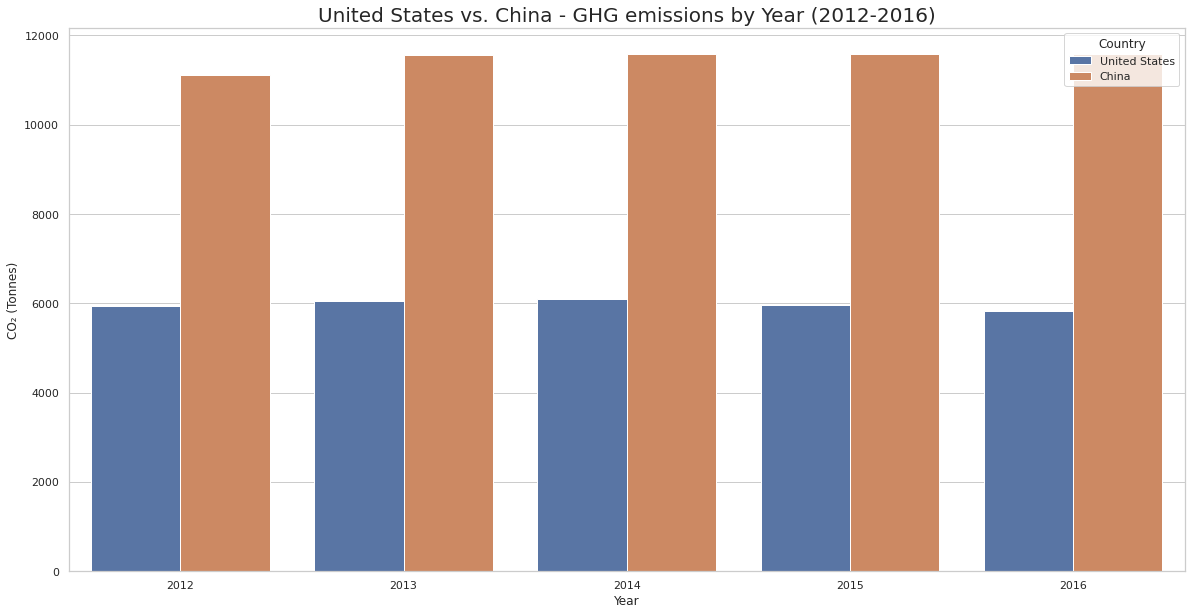 United States vs. China - GHG emissions by Year (2012-2016)
Country
United States
China
12000
10000
8000
6000
4000
2000
0
CO₂ (Tonnes)
2012 2013 2014 2015 2016
Year